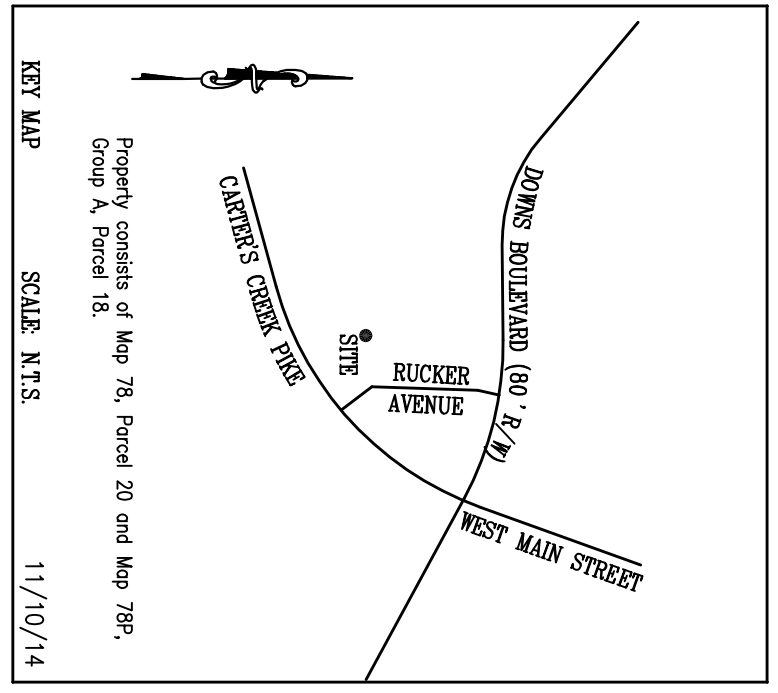 DOWNS BOULEVARD (80' R/W)
RUCKER
AVENUE
SITE
CARTER'S CREEK PIKE
WEST MAIN STREET
Property consists of Map 78, Parcel 20 and Map 78P,
Group A, Parcel 18.
KEY MAP SCALE: N.T.S. 11/10/14